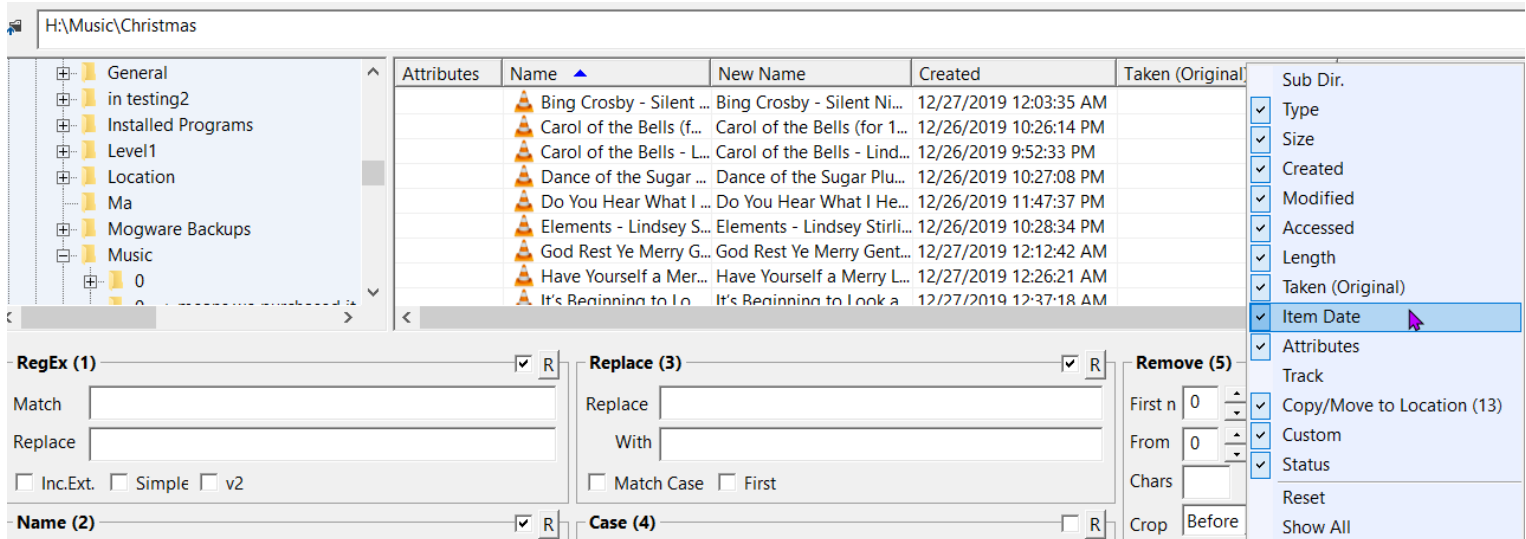 H:\Music\Christmas
General
in testing2
Installed Programs
Level1
Location
Ma
Mogware Backups
Music
0
Attributes Name New Name Created Taken (Original)
Bing Crosby - Silent ... Bing Crosby - Silent Ni... 12/27/2019 12:03:35 AM
Carol of the Bells (f... Carol of the Bells (for 1... 12/26/2019 10:26:14 PM
Carol of the Bells - L... Carol of the Bells - Lind... 12/26/2019 9:52:33 PM
Dance of the Sugar ... Dance of the Sugar Plu... 12/26/2019 10:27:08 PM
Do You Hear What I ... Do You Hear What I He... 12/26/2019 11:47:37 PM
Elements - Lindsey S... Elements - Lindsey Stirli... 12/26/2019 10:28:34 PM
God Rest Ye Merry G... God Rest Ye Merry Gent... 12/27/2019 12:12:42 AM
Have Yourself a Mer... Have Yourself a Merry L... 12/27/2019 12:26:21 AM
It's Beginning to Lo It's Beginning to Look a 12/27/2019 12:37:18 AM
Sub Dir.
Type
Size
Created
Modified
Accessed
Length
Taken (Original)
Item Date
Attributes
Track
Copy/Move to Location (13)
Custom
Status
Reset
Show All
RegEx (1) R
Match
Replace
Inc.Ext. Simple v2
Name (2) R
Replace (3) R
Replace
With
Match Case First
Case (4) R
Remove (5)
First n 0
From 0
Chars
Crop Before